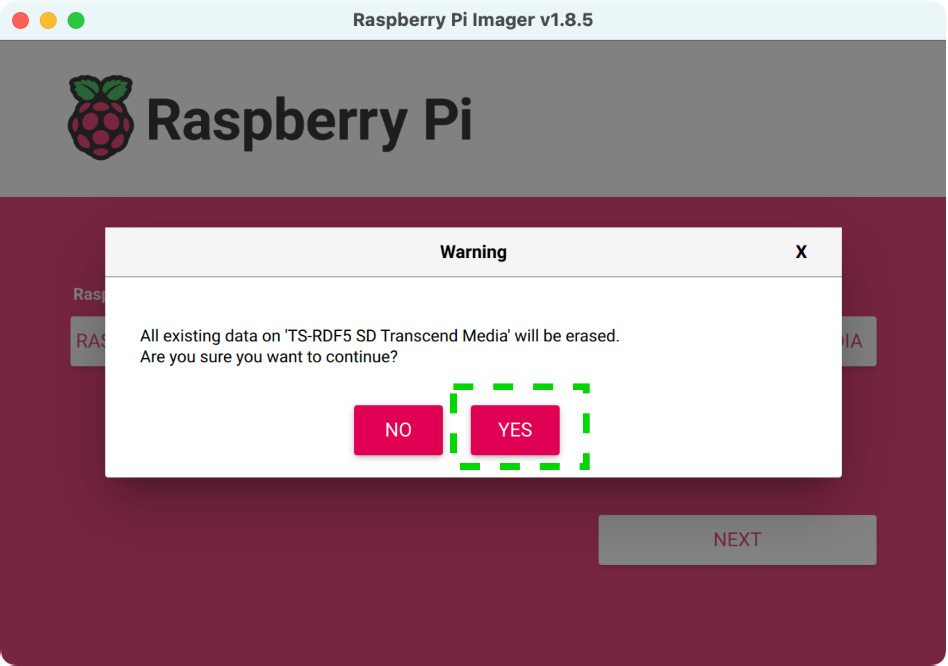 Raspberry Pi Imager v1.8.5
Raspberry Pi
Warning
X
Rasp
RAS
IA
All existing data on 'TS-RDF5 SD Transcend Media' will be erased.
Are you sure you want to continue?
NO
YES
NEXT